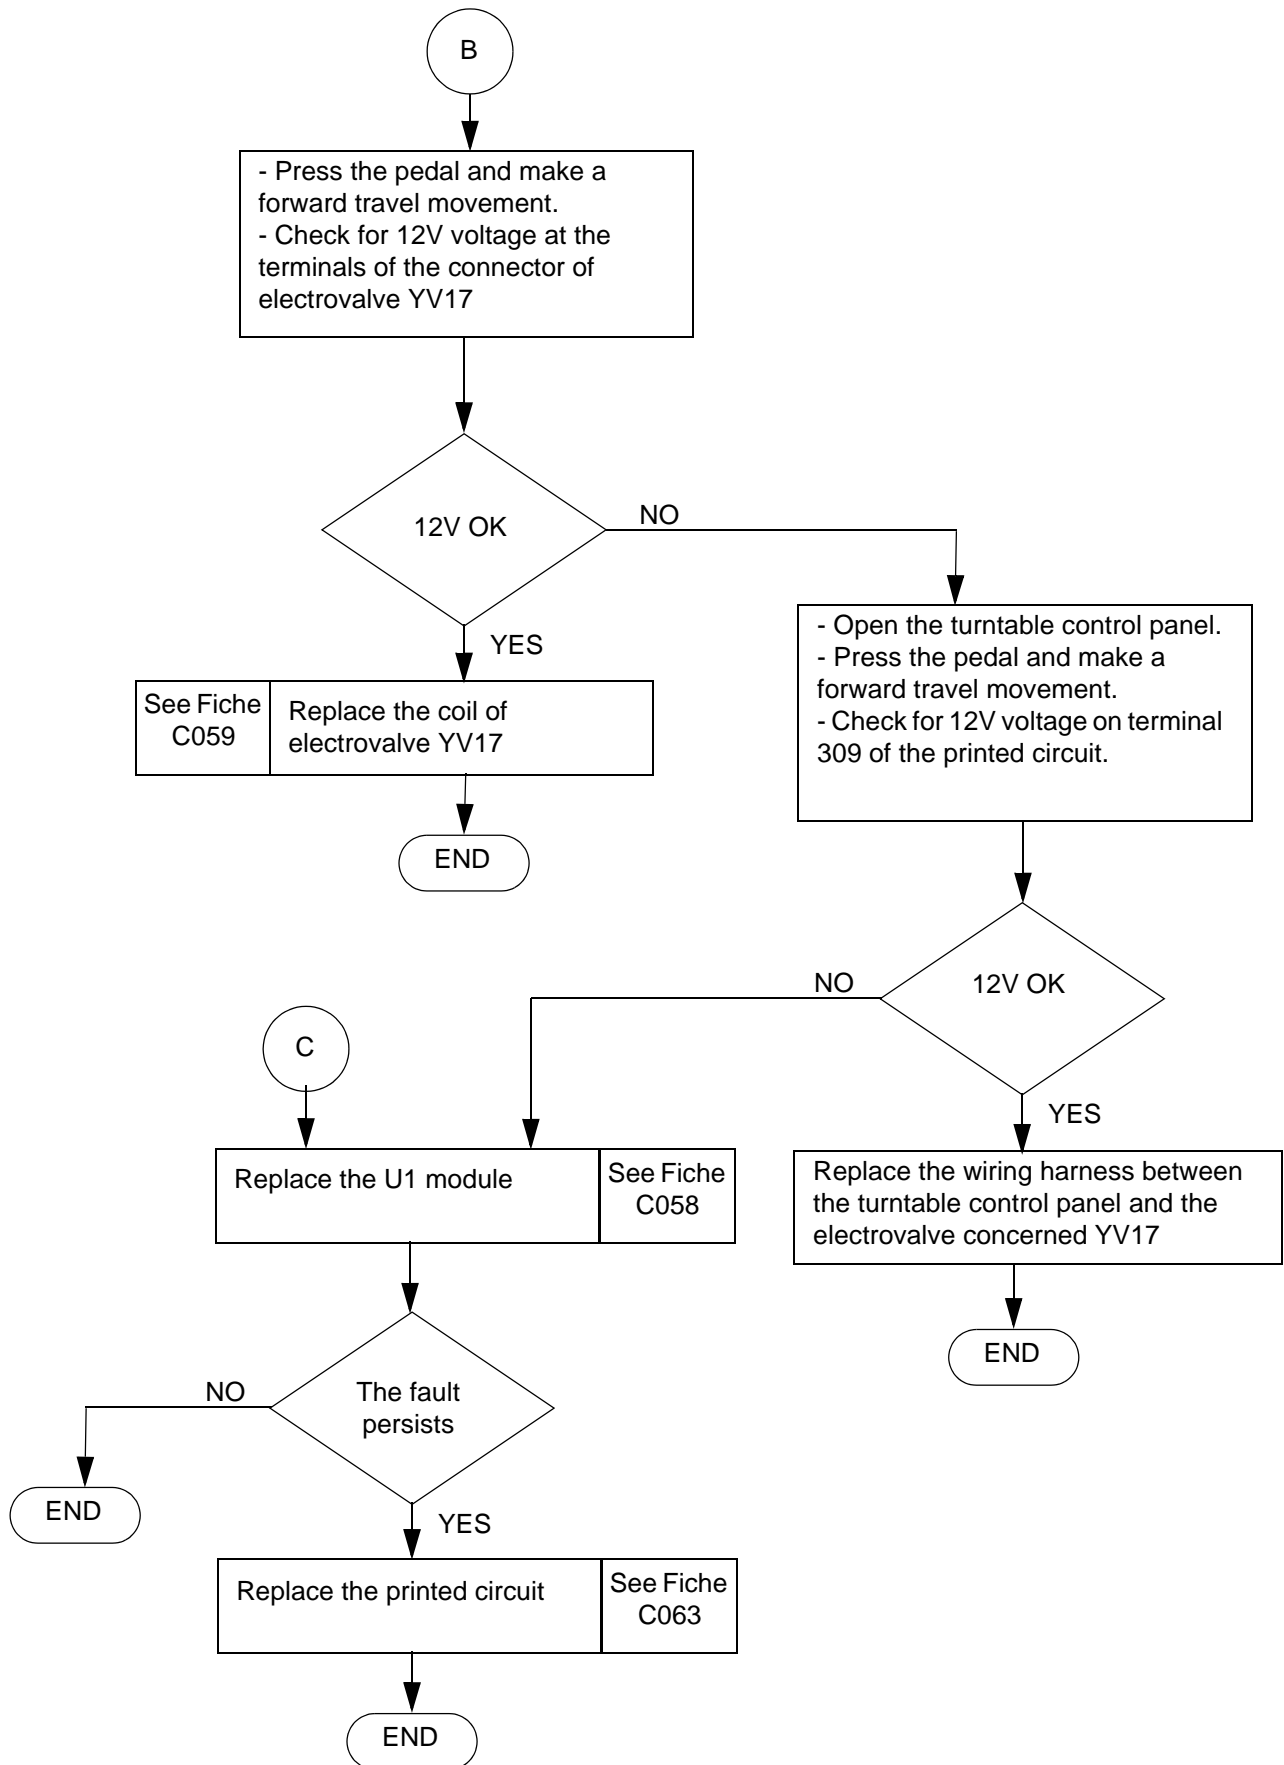 B
- Press the pedal and make a
forward travel movement.
- Check for 12V voltage at the
terminals of the connector of
electrovalve YV17
12V OK
NO
YES
- Open the turntable control panel.
- Press the pedal and make a
forward travel movement.
- Check for 12V voltage on terminal
309 of the printed circuit.
See Fiche
C059
Replace the coil of
electrovalve YV17
END
12V OK
NO
YES
C
Replace the U1 module
See Fiche
C058
Replace the wiring harness between
the turntable control panel and the
electrovalve concerned YV17
END
The fault
persists
NO
END
YES
Replace the printed circuit
See Fiche
C063
END